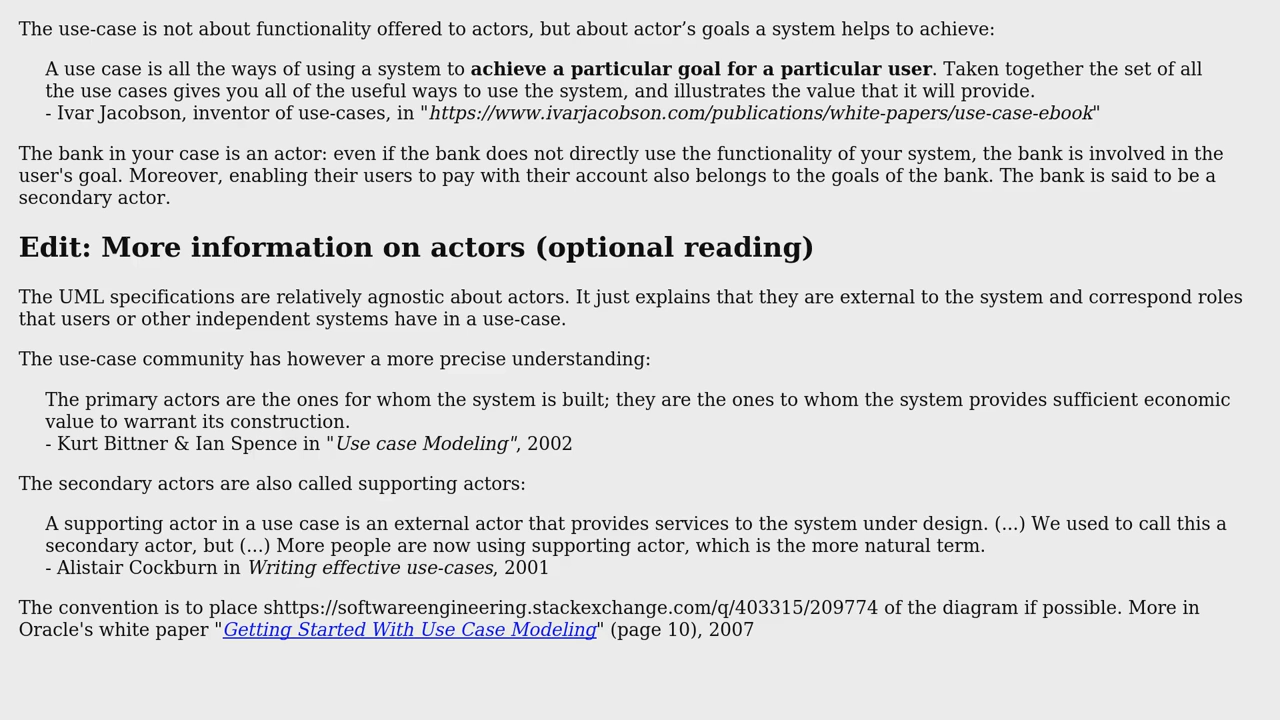 The use-case is not about functionality offered to actors, but about actor’s goals a system helps to achieve:
A use case is all the ways of using a system to achieve a particular goal for a particular user. Taken together the set of all
the use cases gives you all of the useful ways to use the system, and illustrates the value that it will provide.
- Ivar Jacobson, inventor of use-cases, in "https://www.ivarjacobson.com/publications/white-papers/use-case-ebook"
The bank in your case is an actor: even if the bank does not directly use the functionality of your system, the bank is involved in the
user's goal. Moreover, enabling their users to pay with their account also belongs to the goals of the bank. The bank is said to be a
secondary actor.
Edit: More information on actors (optional reading)
The UML specifications are relatively agnostic about actors. It just explains that they are external to the system and correspond roles
that users or other independent systems have in a use-case.
The use-case community has however a more precise understanding:
The primary actors are the ones for whom the system is built; they are the ones to whom the system provides sufficient economic
value to warrant its construction.
- Kurt Bittner & Ian Spence in "Use case Modeling", 2002
The secondary actors are also called supporting actors:
A supporting actor in a use case is an external actor that provides services to the system under design. (...) We used to call this a
secondary actor, but (...) More people are now using supporting actor, which is the more natural term.
- Alistair Cockburn in Writing effective use-cases, 2001
The convention is to place shttps://softwareengineering.stackexchange.com/q/403315/209774 of the diagram if possible. More in
Oracle's white paper "Getting Started With Use Case Modeling" (page 10), 2007